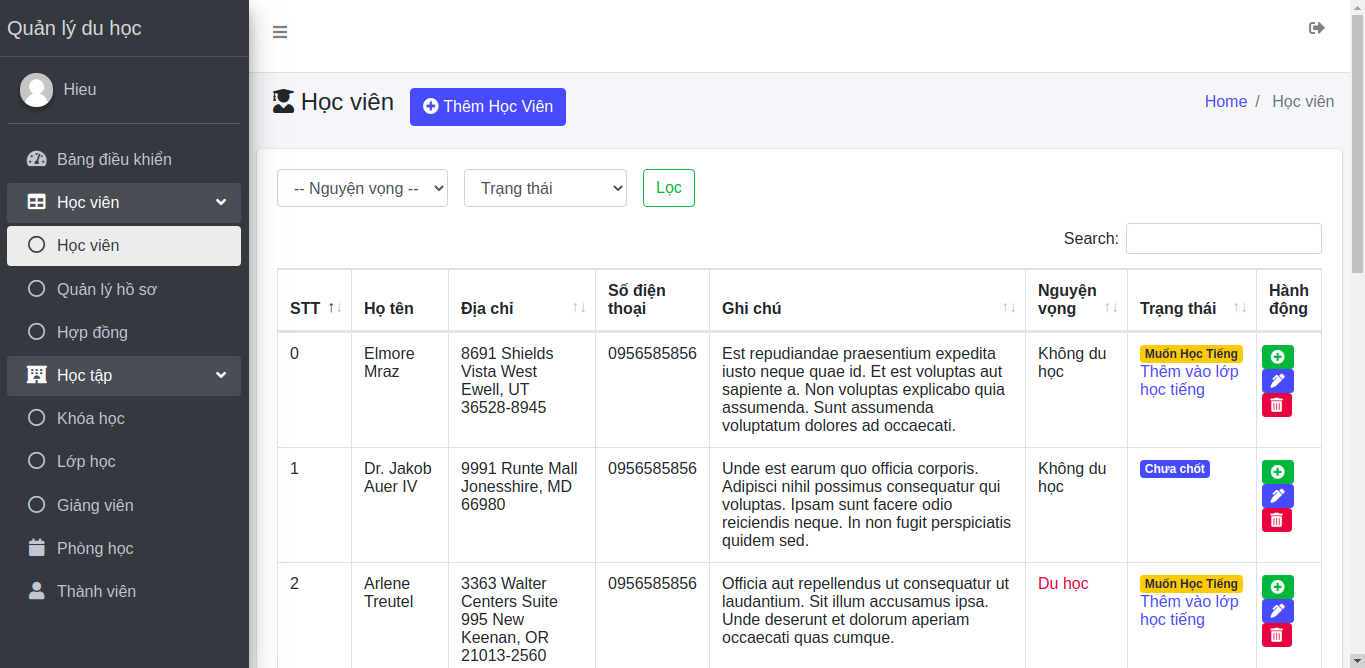 Quản lý du học
Hieu
Bảng điều khiển
Học viên
Học viên
Quản lý hồ sơ
Hợp đồng
Học tập
Khóa học
Lớp học
Giảng viên
Phòng học
Thành viên
Học viên
Thêm Học Viên
Home / Học viên
-- Nguyện vọng --
Trạng thái
Lọc
Search:
STT
Họ tên
Địa chỉ
Số điện
thoại
Ghi chú
Nguyện
vọng
Trạng thái
Hành
động
0
Elmore
Mraz
8691 Shields
Vista West
Ewell, UT
36528-8945
0956585856
Est repudiandae praesentium expedita
iusto neque quae id. Et est voluptas aut
sapiente a. Non voluptas explicabo quia
assumenda. Sunt assumenda
voluptatum dolores ad occaecati.
Không du
học
Muốn Học Tiếng
Thêm vào lớp
học tiếng
1
Dr. Jakob
Auer IV
9991 Runte Mall
Jonesshire, MD
66980
0956585856
Unde est earum quo officia corporis.
Adipisci nihil possimus consequatur qui
voluptas. Ipsam sunt facere odio
reiciendis neque. In non fugit perspiciatis
quidem sed.
Không du
học
Chưa chốt
2
Arlene
Treutel
3363 Walter
Centers Suite
995 New
Keenan, OR
21013-2560
0956585856
Officia aut repellendus ut consequatur ut
laudantium. Sit illum accusamus ipsa.
Unde deserunt et dolorum aperiam
occaecati quas cumque.
Du học
Muốn Học Tiếng
Thêm vào lớp
học tiếng